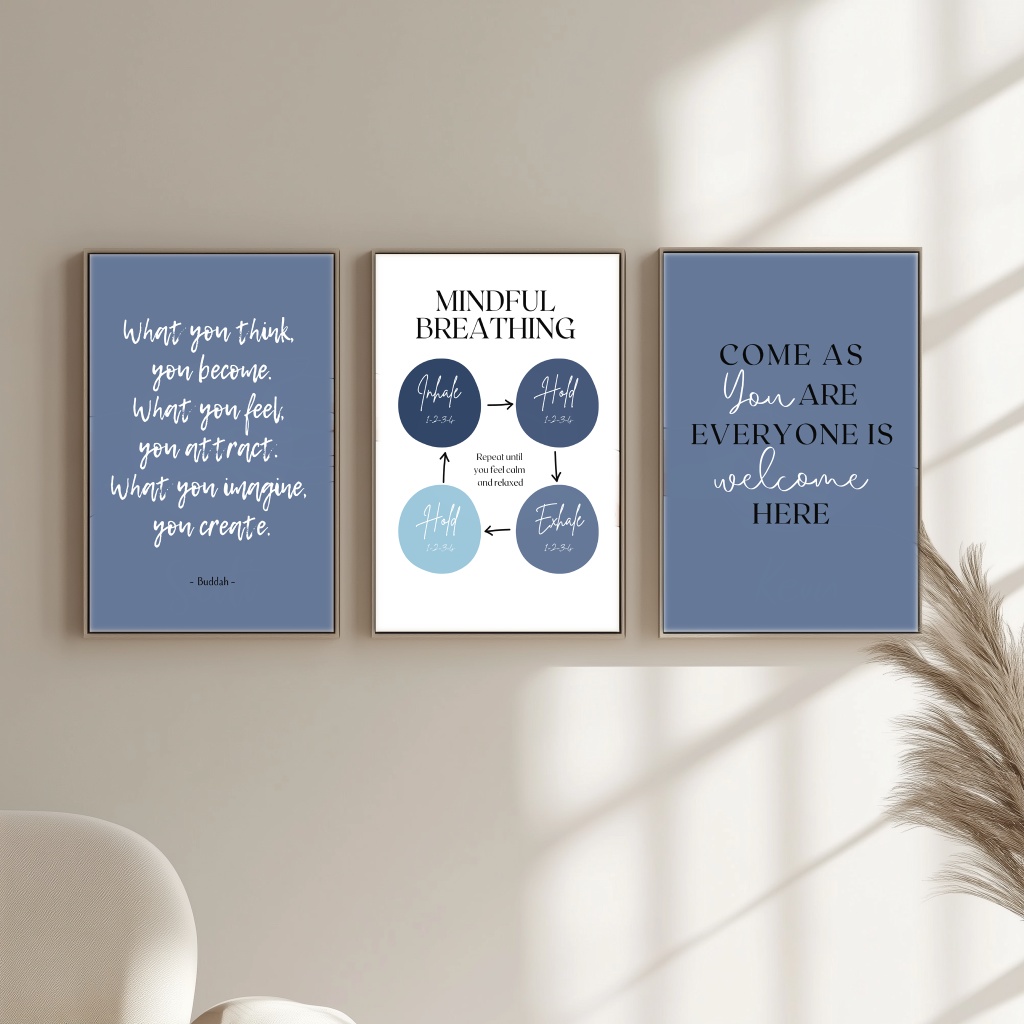 What you think,
you become.
What you feel,
you attract.
What you imagine,
you create.
- Buddah -
MINDFUL
BREATHING
Inhale
1-2-3-4
Hold
1-2-3-4
Repeat until
you feel calm
and relaxed
Hold
1-2-3-4
Exhale
1-2-3-4
COME AS
You ARE
EVERYONE IS
welcome
HERE